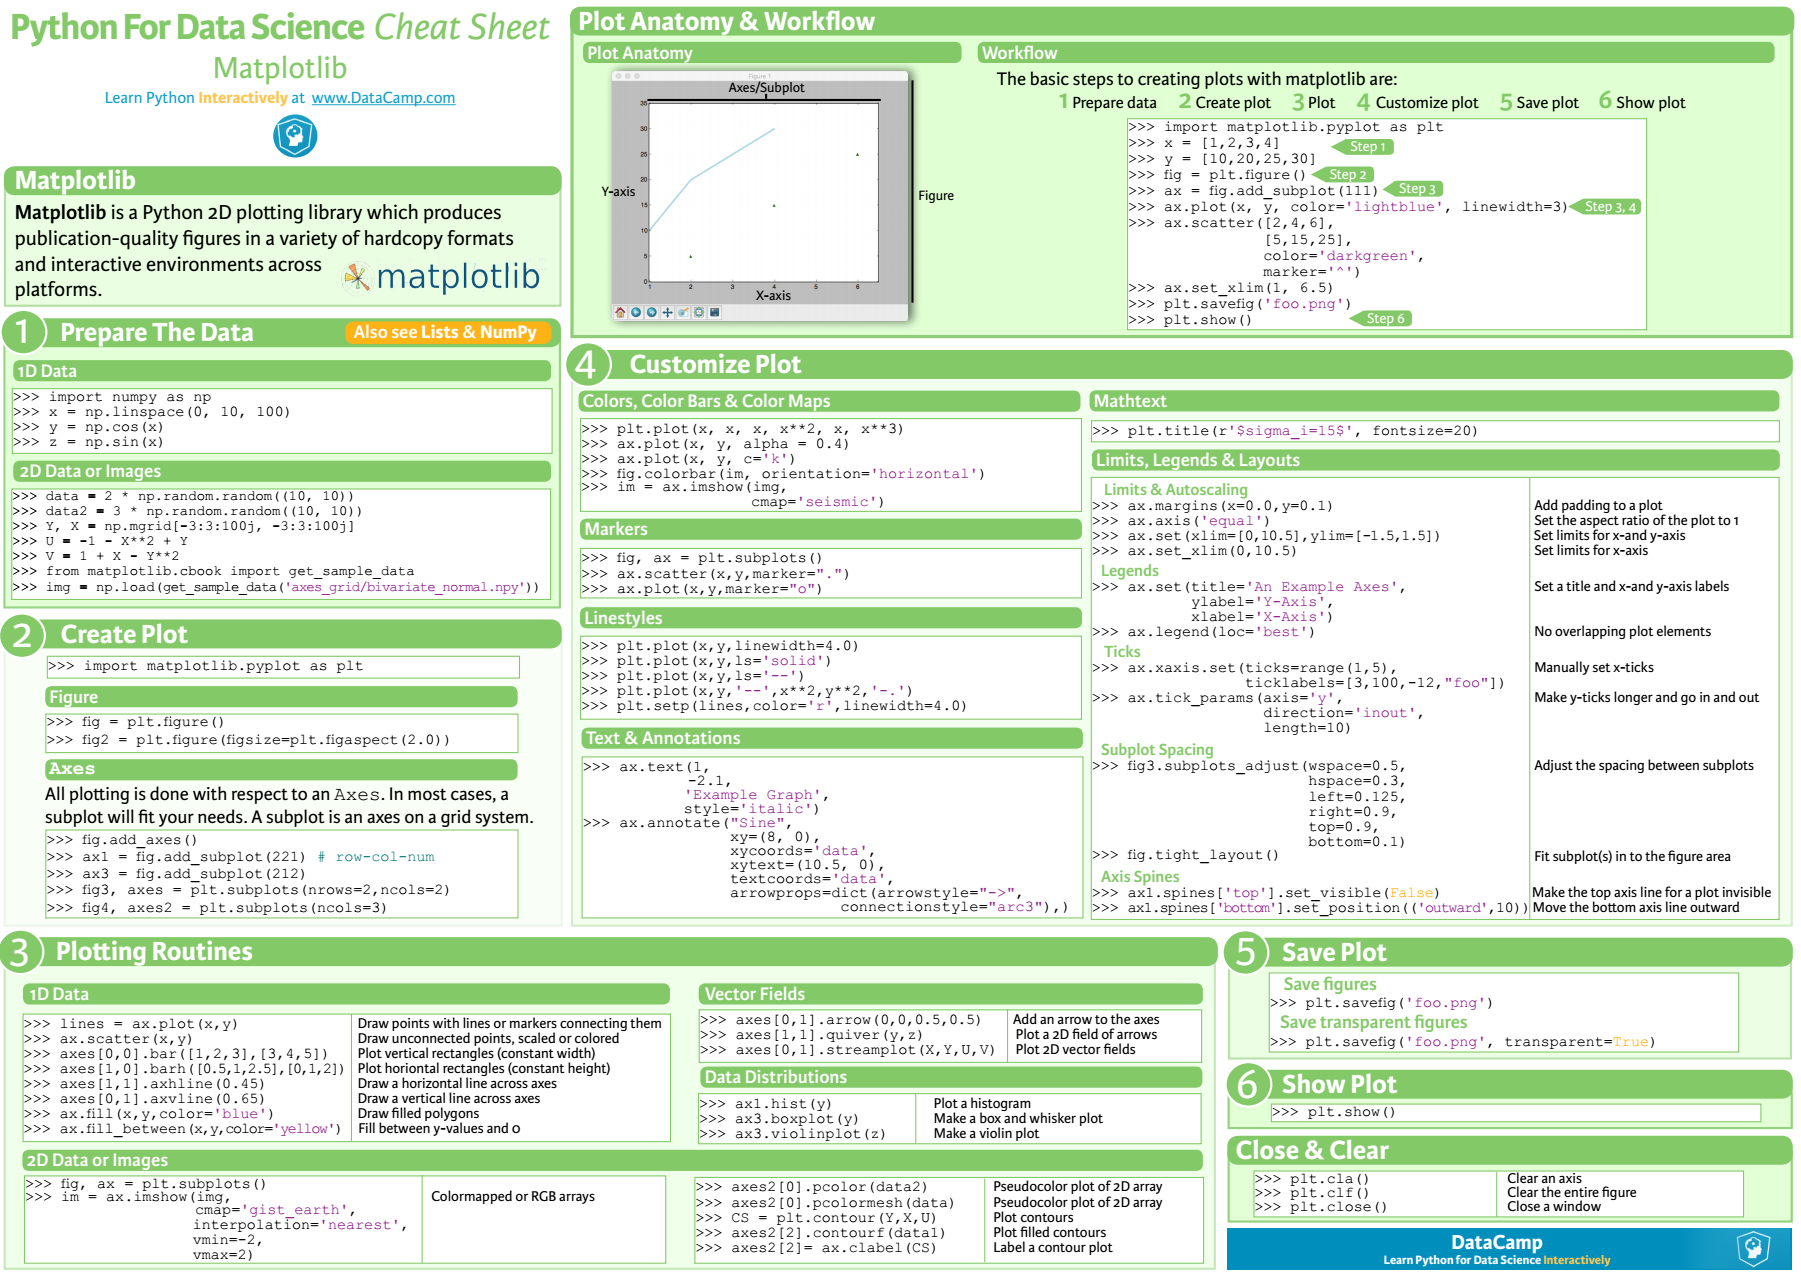 Python For Data Science Cheat Sheet
Matplotlib
Learn Python Interactively at www.DataCamp.com
Matplotlib
Matplotlib is a Python 2D plotting library which produces
publication-quality figures in a variety of hardcopy formats
and interactive environments across
platforms.
matplotlib
1 Prepare The Data
Also see Lists & NumPy
1D Data
>>> import numpy as np
>>> x = np.linspace(0, 10, 100)
>>> y = np.cos(x)
>>> z = np.sin(x)
2D Data or Images
>>> data = 2 * np.random.random((10, 10))
>>> data2 = 3 * np.random.random((10, 10))
>>> Y, X = np.mgrid[-3:3:100j, -3:3:100j]
>>> U = -1 - X**2 + Y
>>> V = 1 + X - Y**2
>>> from matplotlib.cbook import get_sample_data
>>> img = np.load(get_sample_data('axes_grid/bivariate_normal.npy'))
2 Create Plot
>>> import matplotlib.pyplot as plt
Figure
>>> fig = plt.figure()
>>> fig2 = plt.figure(figsize=plt.figaspect(2.0))
Axes
All plotting is done with respect to an Axes. In most cases, a
subplot will fit your needs. A subplot is an axes on a grid system.
>>> fig.add_axes()
>>> ax1 = fig.add_subplot(221) # row-col-num
>>> ax3 = fig.add_subplot(212)
>>> fig3, axes = plt.subplots(nrows=2,ncols=2)
>>> fig4, axes2 = plt.subplots(ncols=3)
Plot Anatomy & Workflow
Plot Anatomy
Figure 1
Axes/Subplot
35
30
25
20
15
10
5
0
Y-axis
Figure
1 2 3 4 5 6
X-axis
Workflow
The basic steps to creating plots with matplotlib are:
1 Prepare data 2 Create plot 3 Plot 4 Customize plot 5 Save plot 6 Show plot
>>> import matplotlib.pyplot as plt
>>> x = [1,2,3,4]
Step 1
>>> y = [10,20,25,30]
>>> fig = plt.figure() Step 2
>>> ax = fig.add_subplot(111) Step 3
>>> ax.plot(x, y, color='lightblue', linewidth=3) Step 3, 4
>>> ax.scatter([2,4,6],
[5,15,25],
color='darkgreen',
marker='^')
>>> ax.set_xlim(1, 6.5)
>>> plt.savefig('foo.png')
>>> plt.show() Step 6
4 Customize Plot
Colors, Color Bars & Color Maps
>>> plt.plot(x, x, x, x**2, x, x**3)
>>> ax.plot(x, y, alpha = 0.4)
>>> ax.plot(x, y, c='k')
>>> fig.colorbar(im, orientation='horizontal')
>>> im = ax.imshow(img,
cmap='seismic')
Markers
>>> fig, ax = plt.subplots()
>>> ax.scatter(x,y,marker=".")
>>> ax.plot(x,y,marker="o")
Linestyles
>>> plt.plot(x,y,linewidth=4.0)
>>> plt.plot(x,y,ls='solid')
>>> plt.plot(x,y,ls='--')
>>> plt.plot(x,y,'--',x**2,y**2,'-.')
>>> plt.setp(lines,color='r',linewidth=4.0)
Text & Annotations
>>> ax.text(1,
-2.1,
'Example Graph',
style='italic')
>>> ax.annotate("Sine",
xy=(8, 0),
xycoords='data',
xytext=(10.5, 0),
textcoords='data',
arrowprops=dict(arrowstyle="->",
connectionstyle="arc3"),)
Mathtext
>>> plt.title(r'$sigma_i=15$', fontsize=20)
Limits, Legends & Layouts
Limits & Autoscaling
>>> ax.margins(x=0.0,y=0.1) Add padding to a plot
>>> ax.axis('equal') Set the aspect ratio of the plot to 1
>>> ax.set(xlim=[0,10.5],ylim=[-1.5,1.5]) Set limits for x-and y-axis
>>> ax.set_xlim(0,10.5) Set limits for x-axis
Legends
>>> ax.set(title='An Example Axes', Set a title and x-and y-axis labels
ylabel='Y-Axis',
xlabel='X-Axis')
>>> ax.legend(loc='best') No overlapping plot elements
Ticks
>>> ax.xaxis.set(ticks=range(1,5), Manually set x-ticks
ticklabels=[3,100,-12,"foo"])
>>> ax.tick_params(axis='y', Make y-ticks longer and go in and out
direction='inout',
length=10)
Subplot Spacing
>>> fig3.subplots_adjust(wspace=0.5, Adjust the spacing between subplots
hspace=0.3,
left=0.125,
right=0.9,
top=0.9,
bottom=0.1)
>>> fig.tight_layout() Fit subplot(s) in to the figure area
Axis Spines
>>> ax1.spines['top'].set_visible(False) Make the top axis line for a plot invisible
>>> ax1.spines['bottom'].set_position(('outward',10)) Move the bottom axis line outward
3 Plotting Routines
1D Data
>>> lines = ax.plot(x,y) Draw points with lines or markers connecting them
>>> ax.scatter(x,y) Draw unconnected points, scaled or colored
>>> axes[0,0].bar([1,2,3],[3,4,5]) Plot vertical rectangles (constant width)
>>> axes[1,0].barh([0.5,1,2.5],[0,1,2]) Plot horiontal rectangles (constant height)
>>> axes[1,1].axhline(0.45) Draw a horizontal line across axes
>>> axes[0,1].axvline(0.65) Draw a vertical line across axes
>>> ax.fill(x,y,color='blue') Draw filled polygons
>>> ax.fill_between(x,y,color='yellow') Fill between y-values and 0
Vector Fields
>>> axes[0,1].arrow(0,0,0.5,0.5) Add an arrow to the axes
>>> axes[1,1].quiver(y,z) Plot a 2D field of arrows
>>> axes[0,1].streamplot(X,Y,U,V) Plot 2D vector fields
Data Distributions
>>> ax1.hist(y) Plot a histogram
>>> ax3.boxplot(y) Make a box and whisker plot
>>> ax3.violinplot(z) Make a violin plot
2D Data or Images
>>> fig, ax = plt.subplots()
>>> im = ax.imshow(img, Colormapped or RGB arrays
cmap='gist_earth',
interpolation='nearest',
vmin=-2,
vmax=2)
>>> axes2[0].pcolor(data2) Pseudocolor plot of 2D array
>>> axes2[0].pcolormesh(data) Pseudocolor plot of 2D array
>>> CS = plt.contour(Y,X,U) Plot contours
>>> axes2[2].contourf(data1) Plot filled contours
>>> axes2[2]= ax.clabel(CS) Label a contour plot
5 Save Plot
Save figures
>>> plt.savefig('foo.png')
Save transparent figures
>>> plt.savefig('foo.png', transparent=True)
6 Show Plot
>>> plt.show()
Close & Clear
>>> plt.cla() Clear an axis
>>> plt.clf() Clear the entire figure
>>> plt.close() Close a window
DataCamp
Learn Python for Data Science Interactively